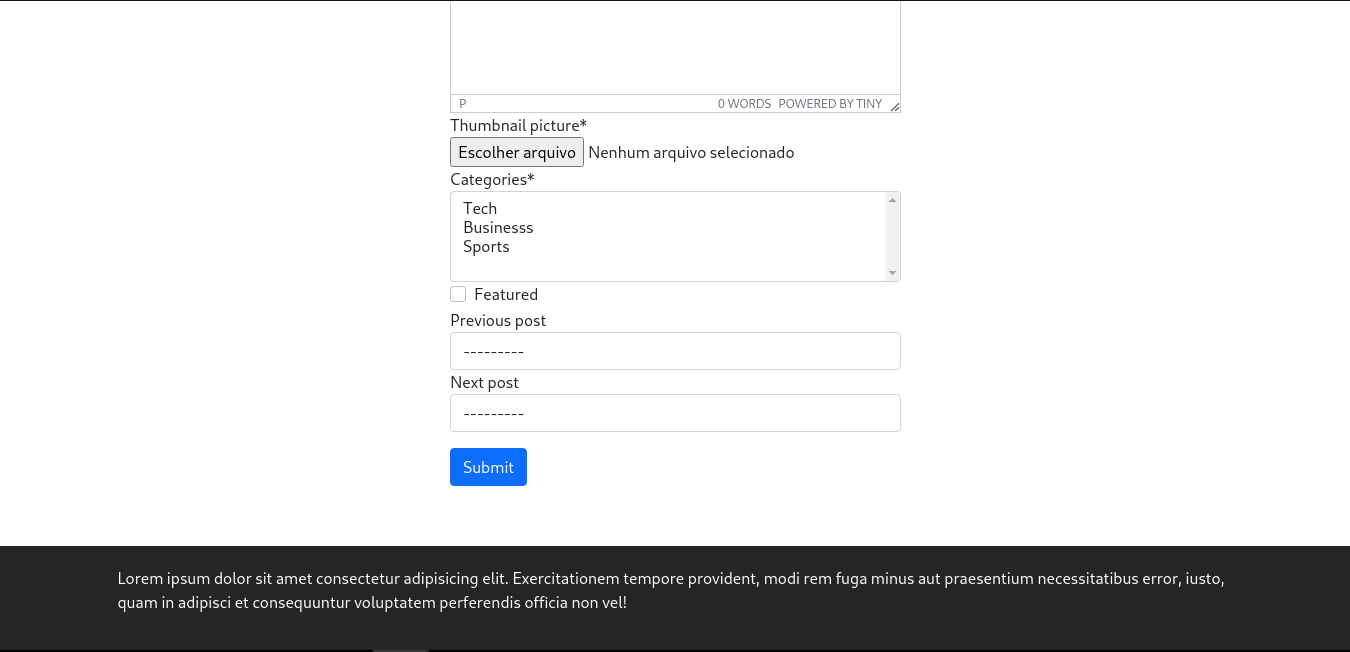 P 0 WORDS POWERED BY TINY
Thumbnail picture*
Escolher arquivo Nenhum arquivo selecionado
Categories*
Tech
Businesss
Sports
Featured
Previous post
---------
Next post
---------
Submit
Lorem ipsum dolor sit amet consectetur adipisicing elit. Exercitationem tempore provident, modi rem fuga minus aut praesentium necessitatibus error, iusto,
quam in adipisci et consequuntur voluptatem perferendis officia non vel!